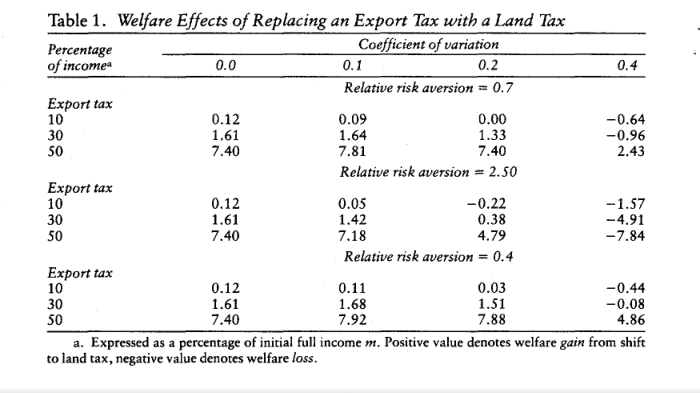 Table 1. Welfare Effects of Replacing an Export Tax with a Land Tax
Percentage Coefficient of variation
of incomeᵃ 0.0 0.1 0.2 0.4
Relative risk aversion = 0.7
Export tax
10 0.12 0.09 0.00 −0.64
30 1.61 1.64 1.33 −0.96
50 7.40 7.81 7.40 2.43
Relative risk aversion = 2.50
Export tax
10 0.12 0.05 −0.22 −1.57
30 1.61 1.42 0.38 −4.91
50 7.40 7.18 4.79 −7.84
Relative risk aversion = 0.4
Export tax
10 0.12 0.11 0.03 −0.44
30 1.61 1.68 1.51 −0.08
50 7.40 7.92 7.88 4.86
a. Expressed as a percentage of initial full income m. Positive value denotes welfare gain from shift
to land tax, negative value denotes welfare loss.